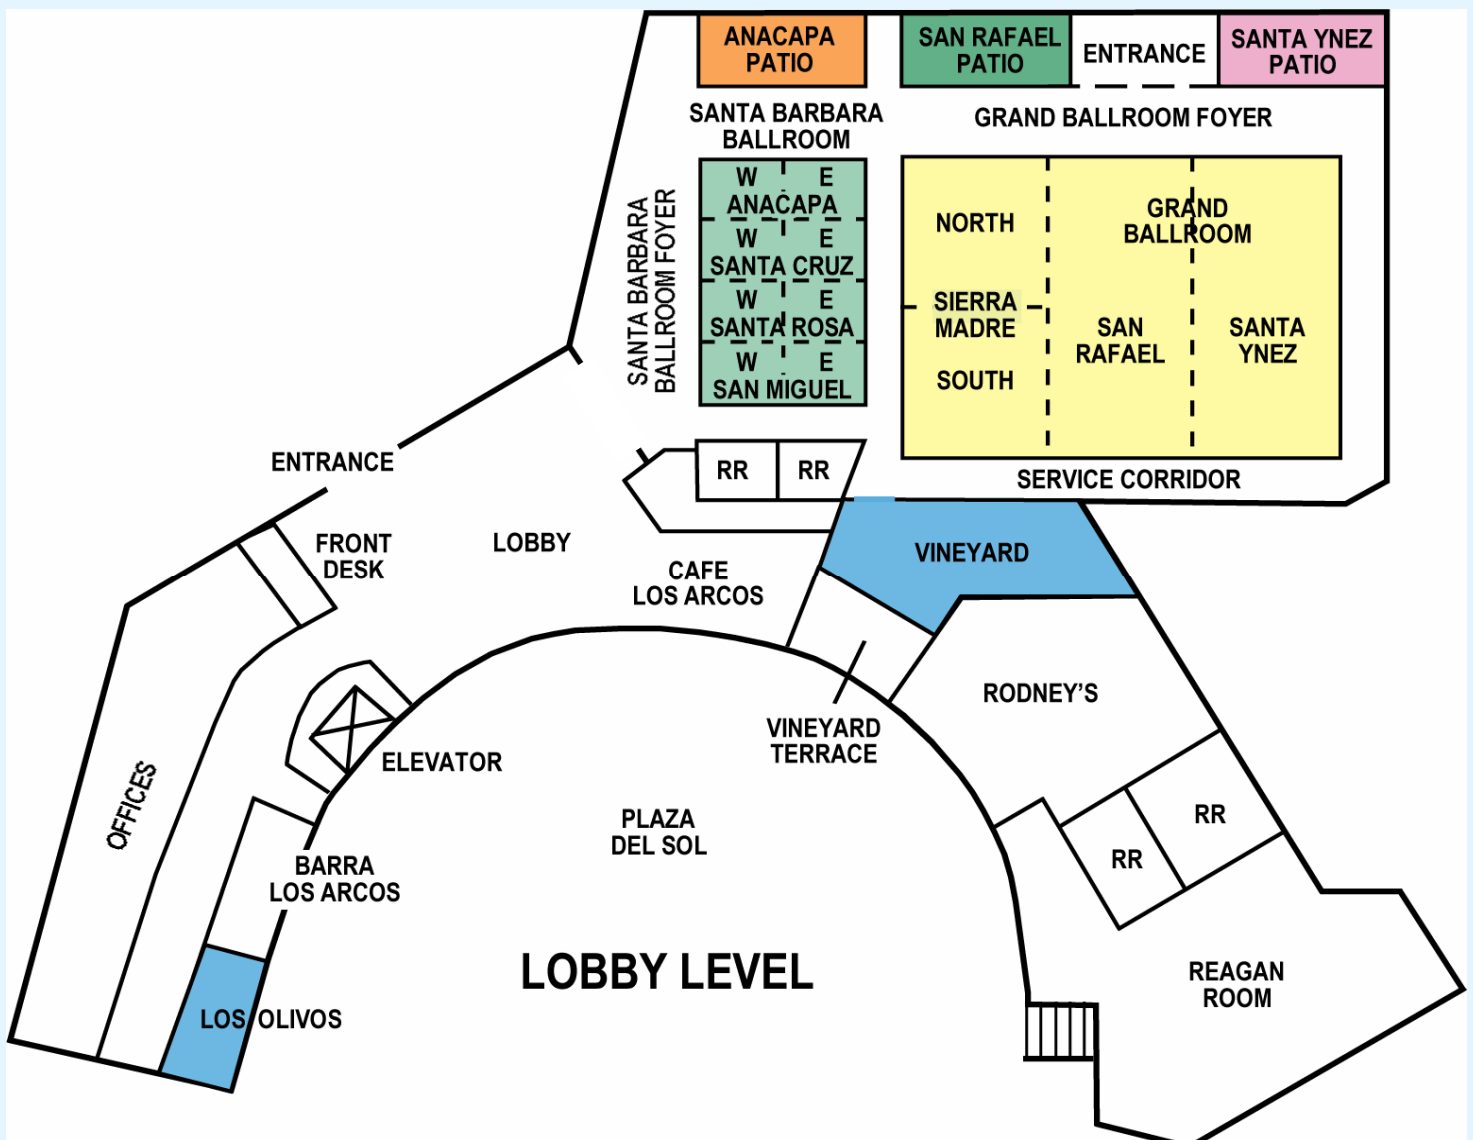 ANACAPA
PATIO
SAN RAFAEL
PATIO
ENTRANCE
SANTA YNEZ
PATIO
SANTA BARBARA
BALLROOM
GRAND BALLROOM FOYER
SANTA BARBARA
BALLROOM FOYER
W E
ANACAPA
W E
SANTA CRUZ
W E
SANTA ROSA
W E
SAN MIGUEL
NORTH
SIERRA
MADRE
SOUTH
GRAND
BALLROOM
SAN
RAFAEL
SANTA
YNEZ
SERVICE CORRIDOR
ENTRANCE
RR
RR
FRONT
DESK
LOBBY
CAFE
LOS ARCOS
VINEYARD
RODNEY'S
VINEYARD
TERRACE
ELEVATOR
OFFICES
PLAZA
DEL SOL
RR
RR
BARRA
LOS ARCOS
LOBBY LEVEL
REAGAN
ROOM
LOS OLIVOS